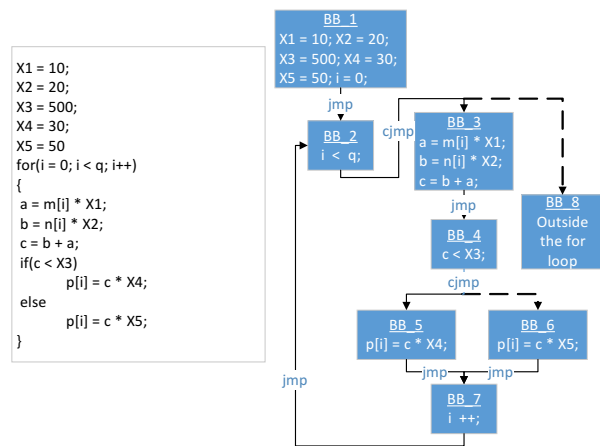 X1 = 10;
X2 = 20;
X3 = 500;
X4 = 30;
X5 = 50
for(i = 0; i < q; i++)
{
a = m[i] * X1;
b = n[i] * X2;
c = b + a;
if(c < X3)
p[i] = c * X4;
else
p[i] = c * X5;
}
BB_1
X1 = 10; X2 = 20;
X3 = 500; X4 = 30;
X5 = 50; i = 0;
jmp
BB_2
i < q;
cjmp
BB_3
a = m[i] * X1;
b = n[i] * X2;
c = b + a;
jmp
BB_8
Outside
the for
loop
BB_4
c < X3;
cjmp
BB_5
p[i] = c * X4;
BB_6
p[i] = c * X5;
jmp
jmp
jmp
BB_7
i ++;